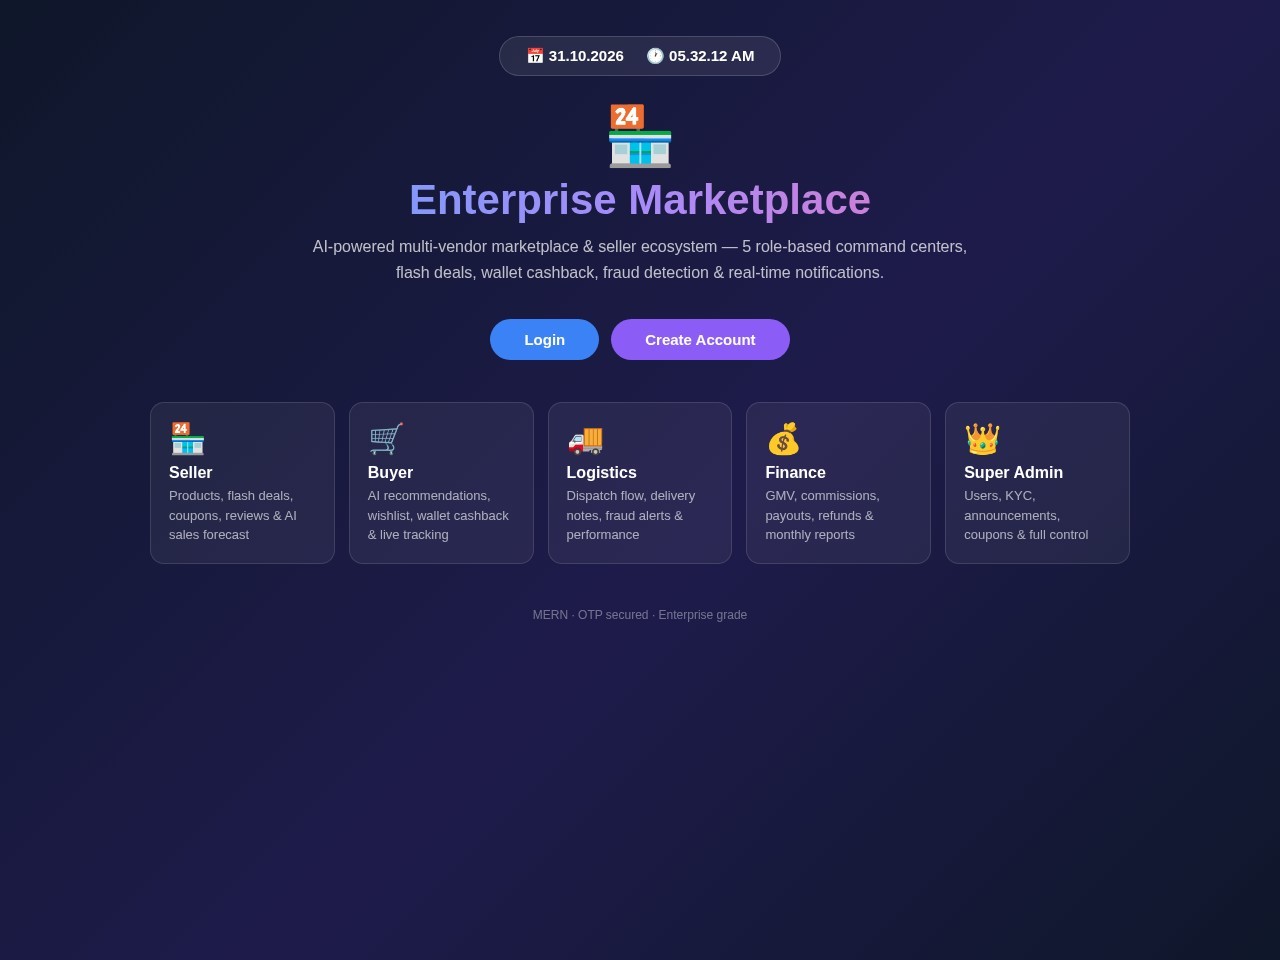 31.10.2026 05.32.12 AM
24
Enterprise Marketplace
AI-powered multi-vendor marketplace & seller ecosystem — 5 role-based command centers,
flash deals, wallet cashback, fraud detection & real-time notifications.
Login
Create Account
24
Seller
Products, flash deals,
coupons, reviews & AI
sales forecast
Buyer
AI recommendations,
wishlist, wallet cashback
& live tracking
Logistics
Dispatch flow, delivery
notes, fraud alerts &
performance
Finance
GMV, commissions,
payouts, refunds &
monthly reports
Super Admin
Users, KYC,
announcements,
coupons & full control
MERN · OTP secured · Enterprise grade